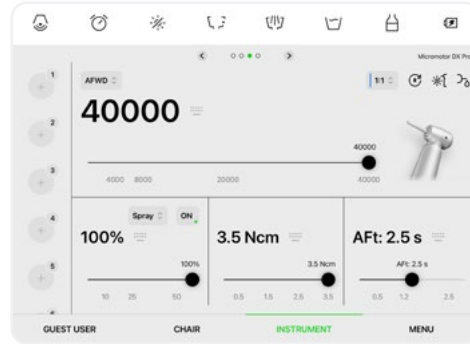 Micromotor DX Pro
1
2
3
4
5
AFWD
1:1
40000
40000
4000 8000 20000 40000
Spray ON
100%
100%
10 25 50
3.5 Ncm
3.5 Ncm
0.5 1.5 2.5 3.5
AFt: 2.5 s
AFt: 2.5 s
0.5 1.2 2.5
GUEST USER CHAIR INSTRUMENT MENU